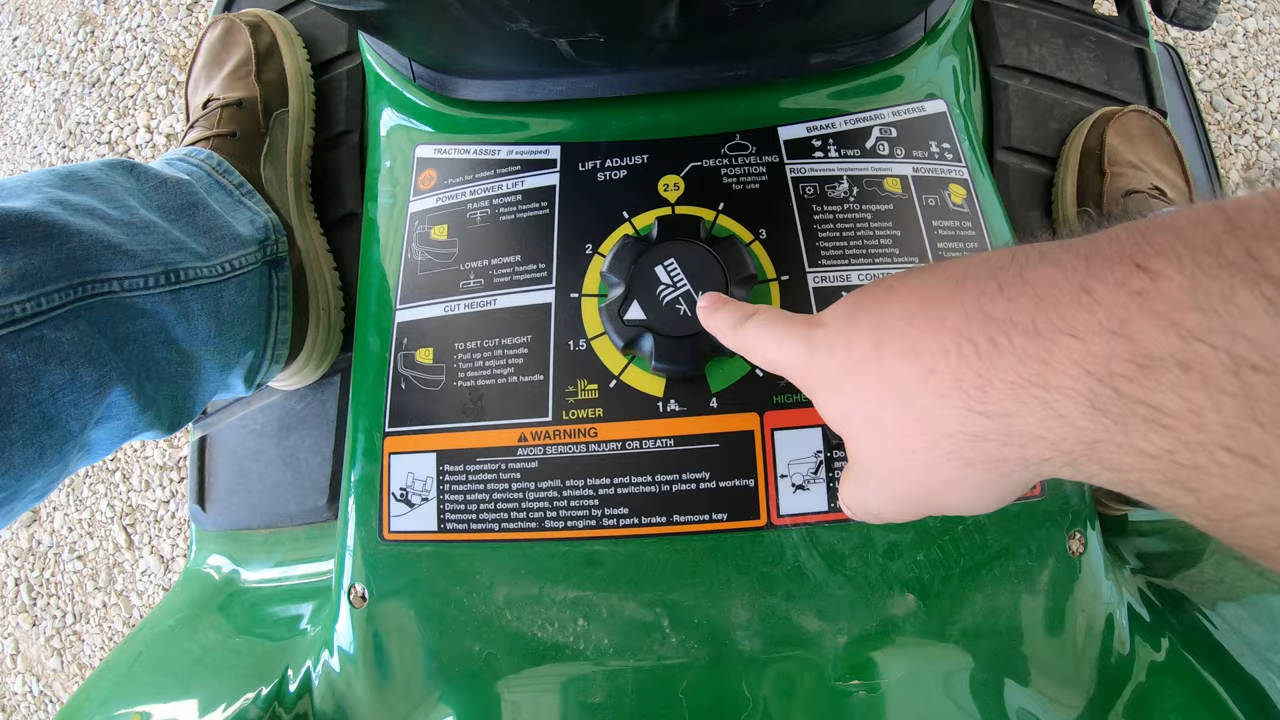 TRACTION ASSIST (If equipped)
• Push for added traction
POWER MOWER LIFT
RAISE MOWER
• Raise handle to
raise implement
LOWER MOWER
• Lower handle to
lower implement
CUT HEIGHT
TO SET CUT HEIGHT
• Pull up on lift handle
• Turn lift adjust stop
to desired height
• Push down on lift handle
LIFT ADJUST
STOP
DECK LEVELING
POSITION
See manual
for use
2.5
2
3
1.5
1
4
LOWER
HIGHE
BRAKE / FORWARD / REVERSE
FWD
REV
RIO (Reverse Implement Option)
To keep PTO engaged
while reversing:
• Look down and behind
before and while backing
• Depress and hold RIO
button before reversing
• Release button while backing
MOWER/PTO
MOWER ON
• Raise handle
MOWER OFF
CRUISE CONTR
WARNING
AVOID SERIOUS INJURY OR DEATH
• Read operator's manual
• Avoid sudden turns
• If machine stops going uphill, stop blade and back down slowly
• Keep safety devices (guards, shields, and switches) in place and working
• Drive up and down slopes, not across
• Remove objects that can be thrown by blade
• When leaving machine: -Stop engine -Set park brake -Remove key